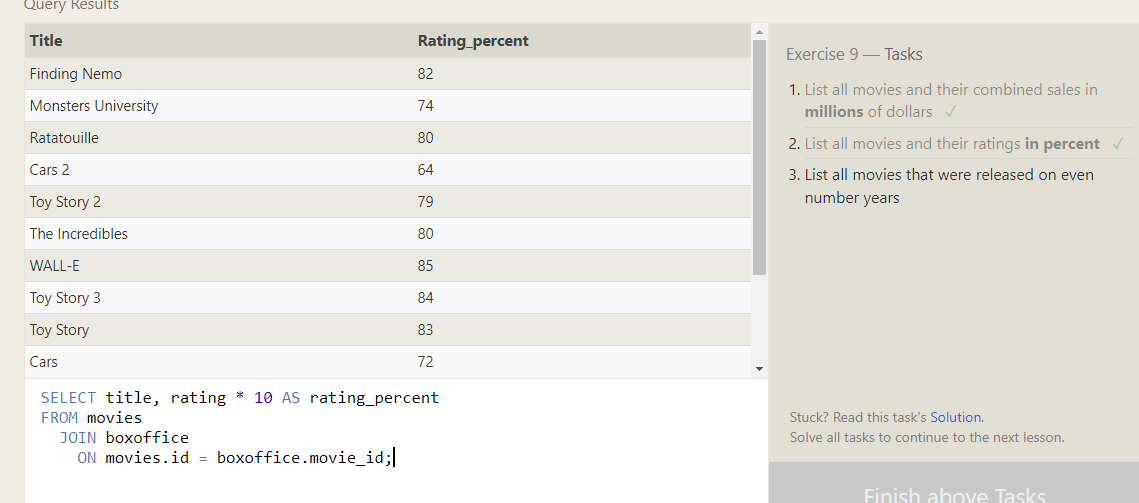 Query Results
Title Rating_percent
Finding Nemo 82
Monsters University 74
Ratatouille 80
Cars 2 64
Toy Story 2 79
The Incredibles 80
WALL-E 85
Toy Story 3 84
Toy Story 83
Cars 72
SELECT title, rating * 10 AS rating_percent
FROM movies
JOIN boxoffice
ON movies.id = boxoffice.movie_id;
Exercise 9 — Tasks
1. List all movies and their combined sales in
millions of dollars ✓
2. List all movies and their ratings in percent ✓
3. List all movies that were released on even
number years
Stuck? Read this task's Solution.
Solve all tasks to continue to the next lesson.
Finish above Tasks